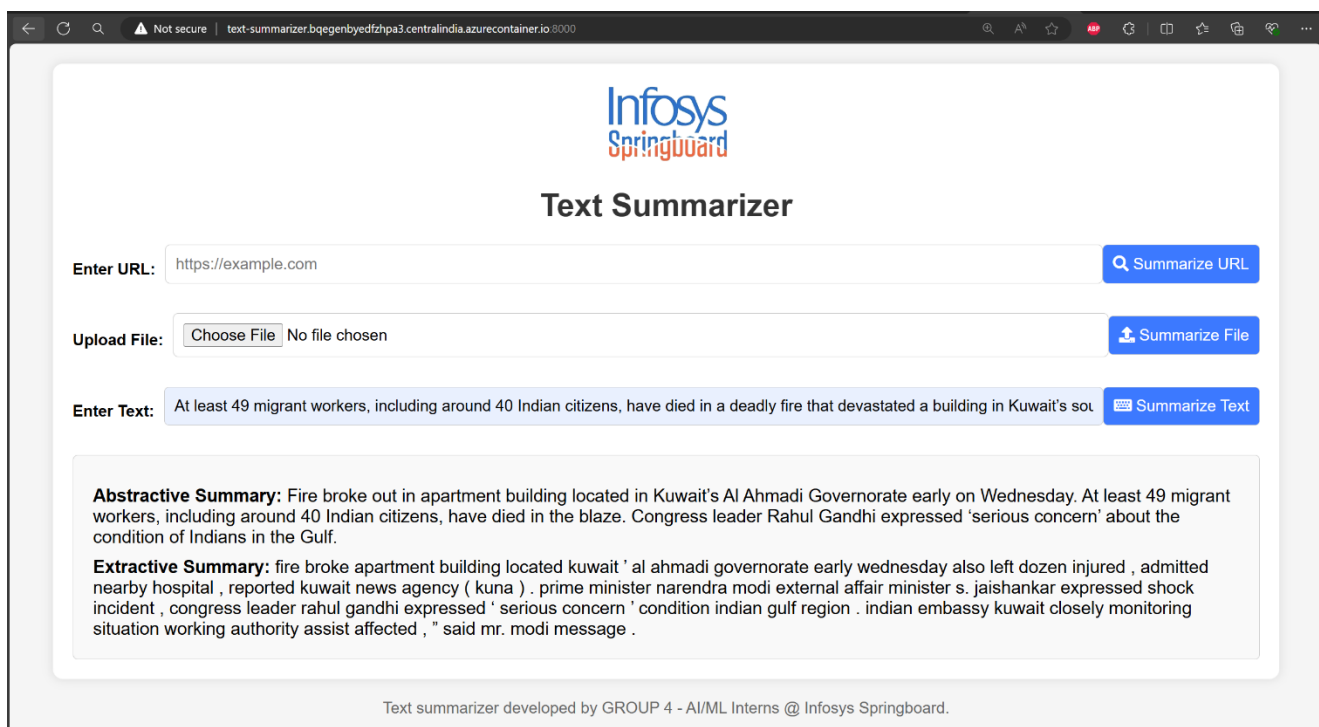 Not secure | text-summarizer.bqegenbyedfzhpa3.centralindia.azurecontainer.io:8000
ABP
Infosys
Springboard
Text Summarizer
Enter URL: https://example.com Summarize URL
Upload File: Choose File No file chosen Summarize File
Enter Text: At least 49 migrant workers, including around 40 Indian citizens, have died in a deadly fire that devastated a building in Kuwait's sou Summarize Text
Abstractive Summary: Fire broke out in apartment building located in Kuwait's Al Ahmadi Governorate early on Wednesday. At least 49 migrant
workers, including around 40 Indian citizens, have died in the blaze. Congress leader Rahul Gandhi expressed ‘serious concern’ about the
condition of Indians in the Gulf.
Extractive Summary: fire broke apartment building located kuwait ’ al ahmadi governorate early wednesday also left dozen injured , admitted
nearby hospital , reported kuwait news agency ( kuna ) . prime minister narendra modi external affair minister s. jaishankar expressed shock
incident , congress leader rahul gandhi expressed ‘ serious concern ’ condition indian gulf region . indian embassy kuwait closely monitoring
situation working authority assist affected , ” said mr. modi message .
Text summarizer developed by GROUP 4 - AI/ML Interns @ Infosys Springboard.